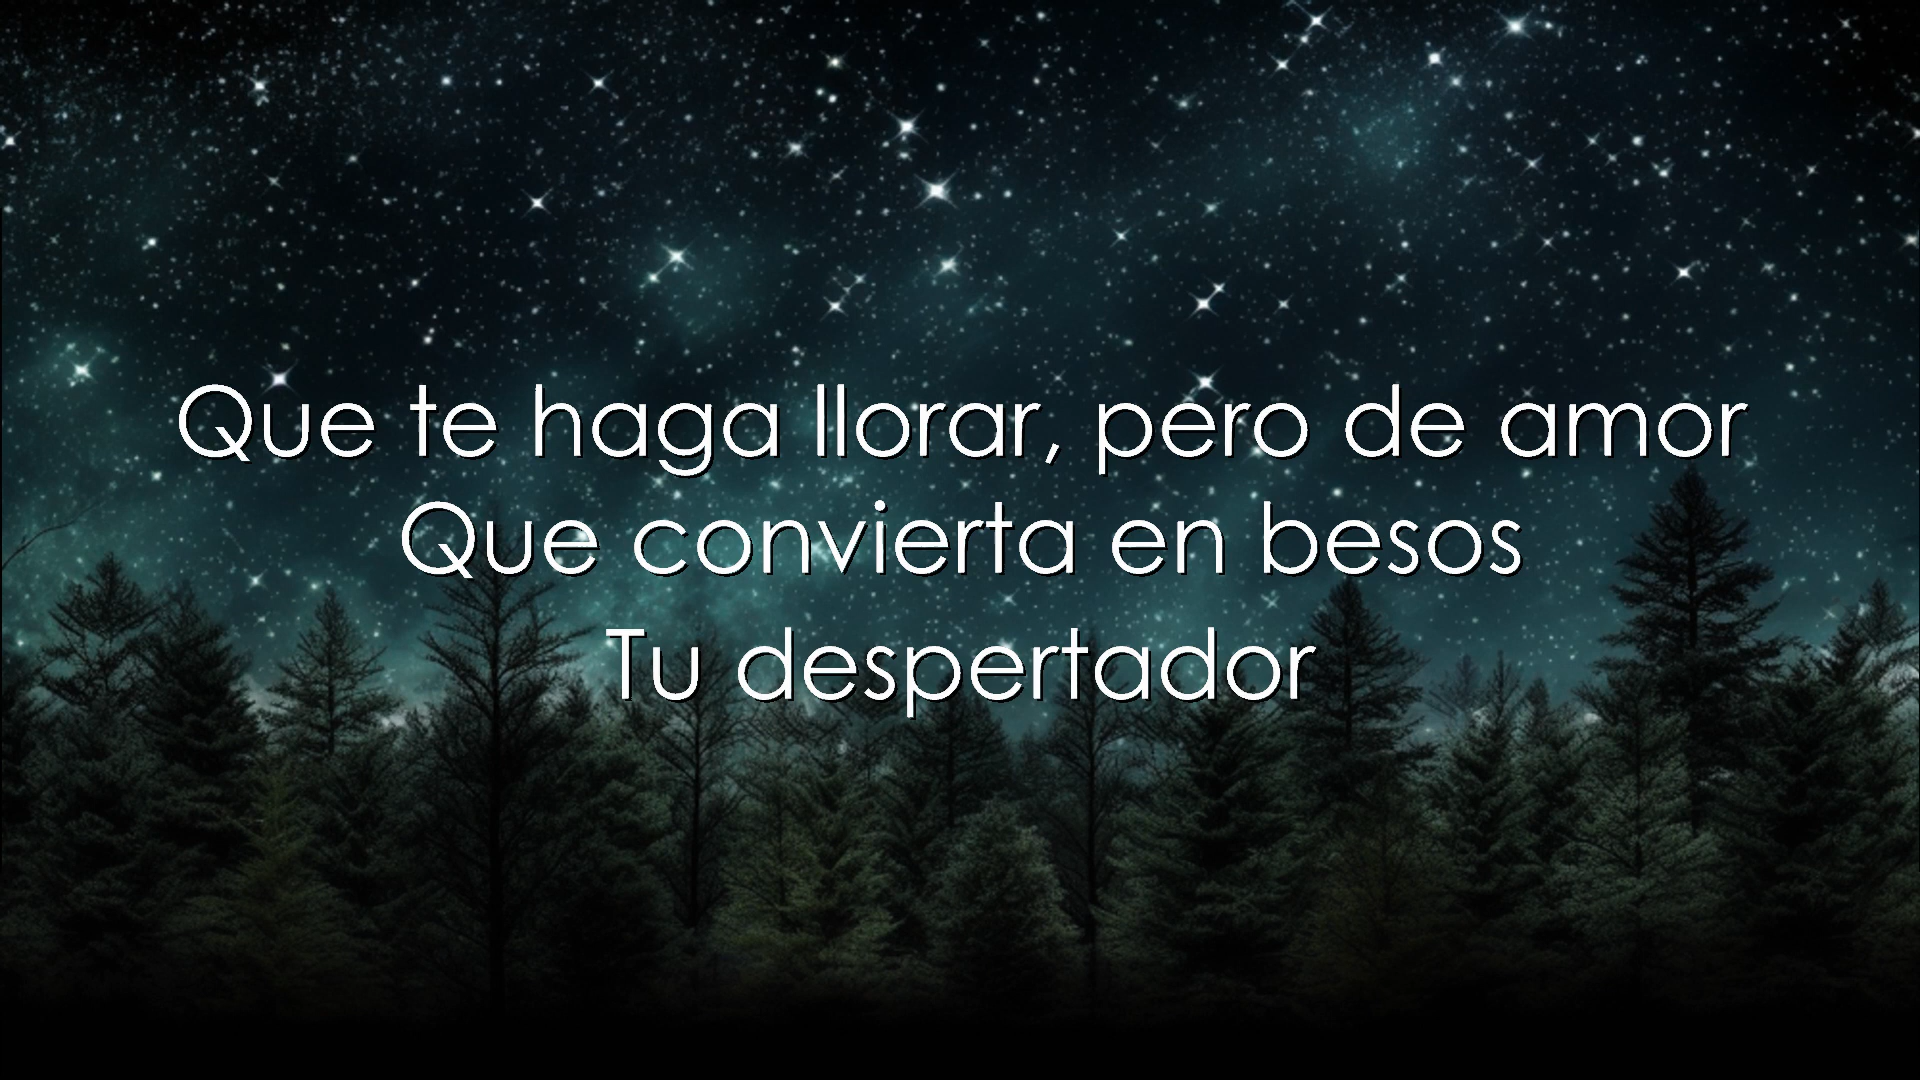 Que te haga llorar, pero de amor
Que convierta en besos
Tu despertador